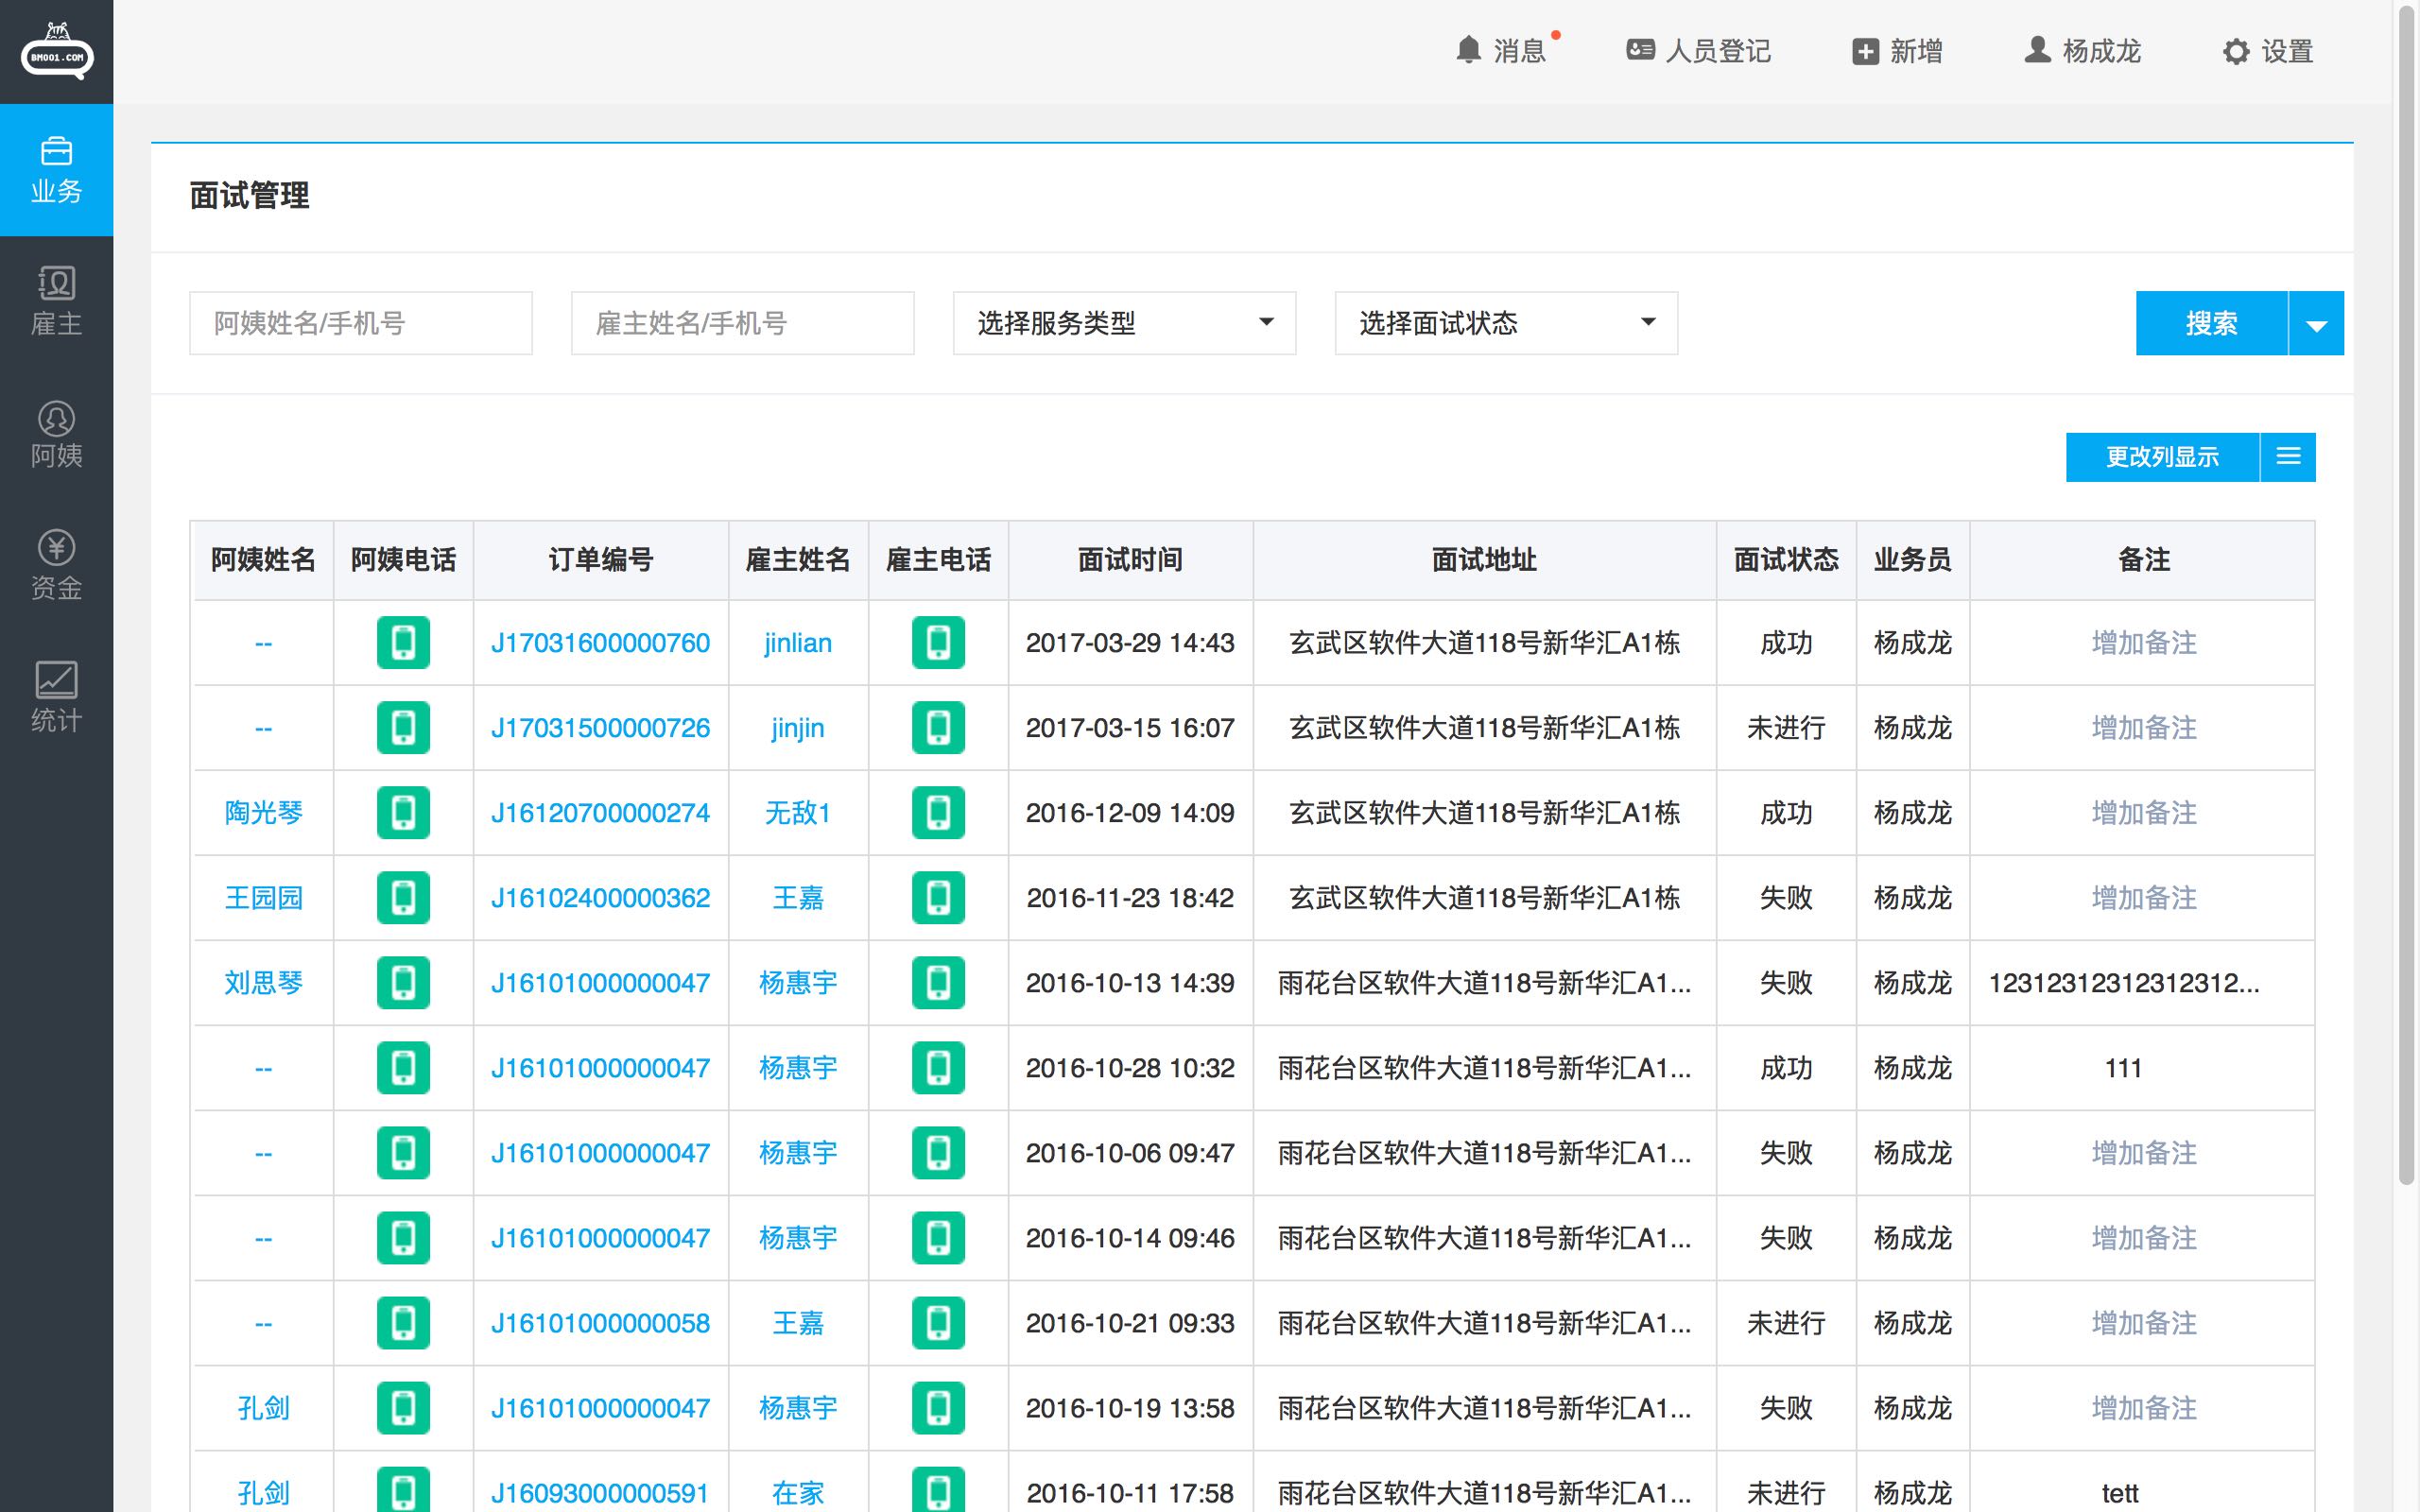 BM001.COM
消息 人员登记 新增 杨成龙 设置
业务
雇主
阿姨
资金
统计
面试管理
阿姨姓名/手机号 雇主姓名/手机号 选择服务类型 选择面试状态 搜索
更改列显示
阿姨姓名 阿姨电话 订单编号 雇主姓名 雇主电话 面试时间 面试地址 面试状态 业务员 备注
-- J17031600000760 jinlian 2017-03-29 14:43 玄武区软件大道118号新华汇A1栋 成功 杨成龙 增加备注
-- J17031500000726 jinjin 2017-03-15 16:07 玄武区软件大道118号新华汇A1栋 未进行 杨成龙 增加备注
陶光琴 J16120700000274 无敌1 2016-12-09 14:09 玄武区软件大道118号新华汇A1栋 成功 杨成龙 增加备注
王园园 J16102400000362 王嘉 2016-11-23 18:42 玄武区软件大道118号新华汇A1栋 失败 杨成龙 增加备注
刘思琴 J16101000000047 杨惠宇 2016-10-13 14:39 雨花台区软件大道118号新华汇A1... 失败 杨成龙 12312312312312312...
-- J16101000000047 杨惠宇 2016-10-28 10:32 雨花台区软件大道118号新华汇A1... 成功 杨成龙 111
-- J16101000000047 杨惠宇 2016-10-06 09:47 雨花台区软件大道118号新华汇A1... 失败 杨成龙 增加备注
-- J16101000000047 杨惠宇 2016-10-14 09:46 雨花台区软件大道118号新华汇A1... 失败 杨成龙 增加备注
-- J16101000000058 王嘉 2016-10-21 09:33 雨花台区软件大道118号新华汇A1... 未进行 杨成龙 增加备注
孔剑 J16101000000047 杨惠宇 2016-10-19 13:58 雨花台区软件大道118号新华汇A1... 失败 杨成龙 增加备注
孔剑 J16093000000591 在家 2016-10-11 17:58 雨花台区软件大道118号新华汇A1... 未进行 杨成龙 tett